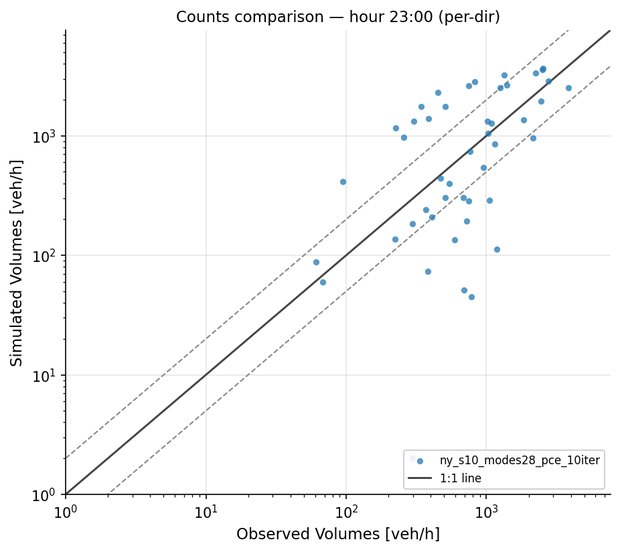 Counts comparison — hour 23:00 (per-dir)
Simulated Volumes [veh/h]
10³
10²
10¹
10⁰
10⁰ 10¹ 10² 10³
Observed Volumes [veh/h]
ny_s10_modes28_pce_10iter
1:1 line